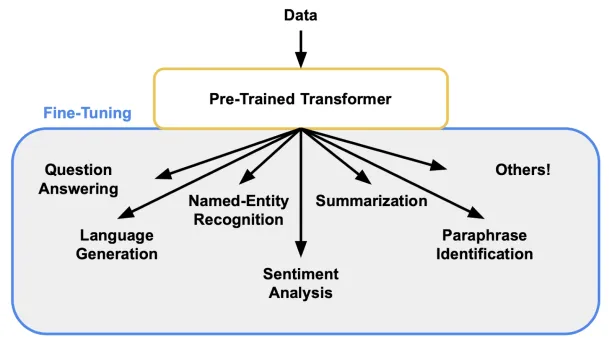 Data
Pre-Trained Transformer
Fine-Tuning
Question
Answering
Others!
Named-Entity
Recognition
Summarization
Language
Generation
Paraphrase
Identification
Sentiment
Analysis